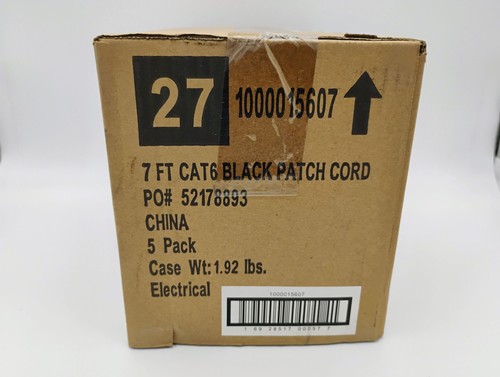 27 1000015607
7 FT CAT6 BLACK PATCH CORD
PO# 52178893
CHINA
5 Pack
Case Wt: 1.92 lbs.
Electrical
1000015607